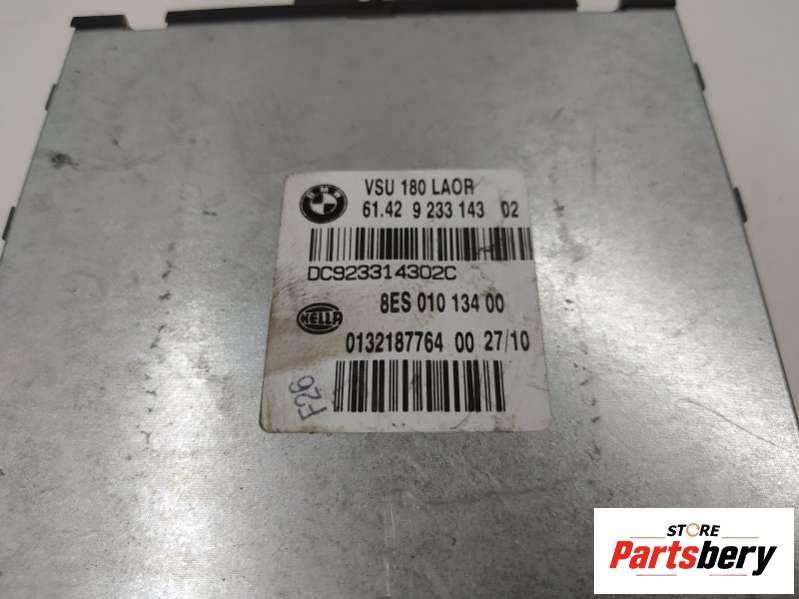 BMW
VSU 180 LAOR
61.42 9 233 143 02
DC923314302C
HELLA
8ES 010 134 00
0132187764 00 27/10
F26
STORE
Partsbery